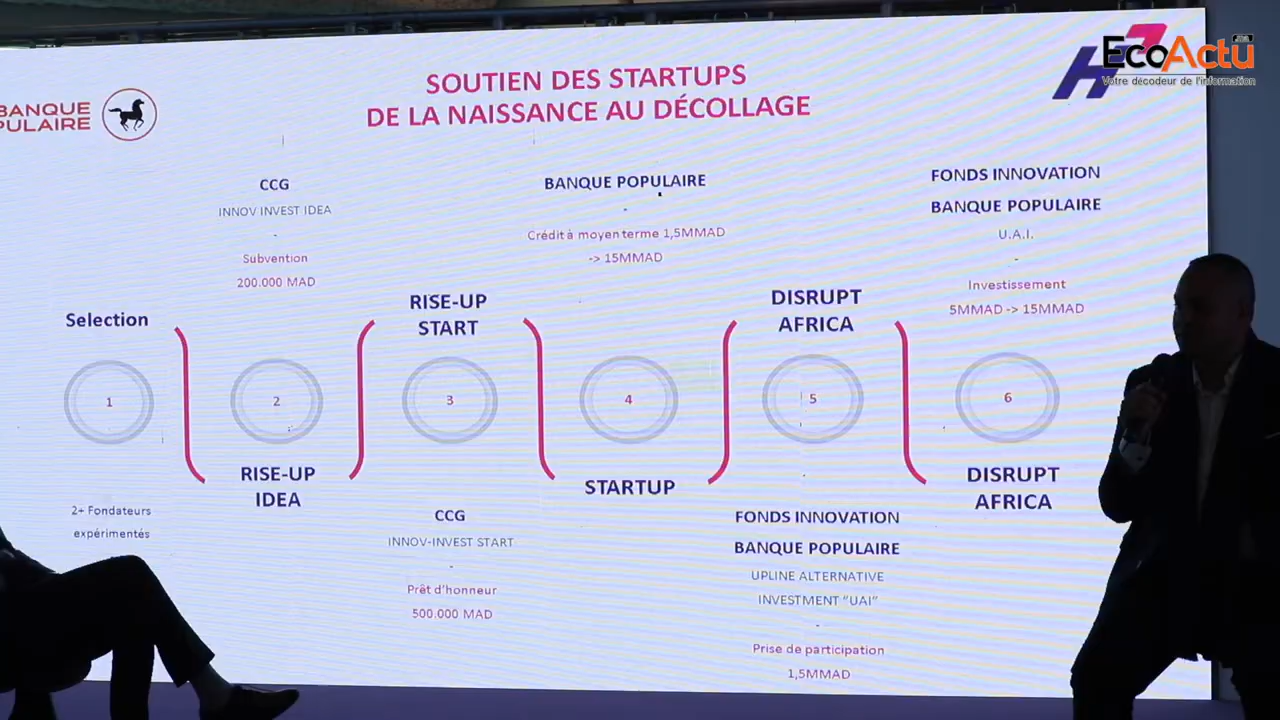 BANQUE
PULAIRE
SOUTIEN DES STARTUPS
DE LA NAISSANCE AU DÉCOLLAGE
EcoActu
.ma
Votre décodeur de l'information
CCG
INNOV INVEST IDEA
-
Subvention
200.000 MAD
BANQUE POPULAIRE
-
Crédit à moyen terme 1,5MMAD
-> 15MMAD
FONDS INNOVATION
BANQUE POPULAIRE
U.A.I.
-
Investissement
5MMAD -> 15MMAD
Selection
RISE-UP
START
DISRUPT
AFRICA
1
2
3
4
5
6
RISE-UP
IDEA
STARTUP
DISRUPT
AFRICA
2+ Fondateurs
expérimentés
CCG
INNOV-INVEST START
-
Prêt d'honneur
500.000 MAD
FONDS INNOVATION
BANQUE POPULAIRE
UPLINE ALTERNATIVE
INVESTMENT "UAI"
-
Prise de participation
1,5MMAD